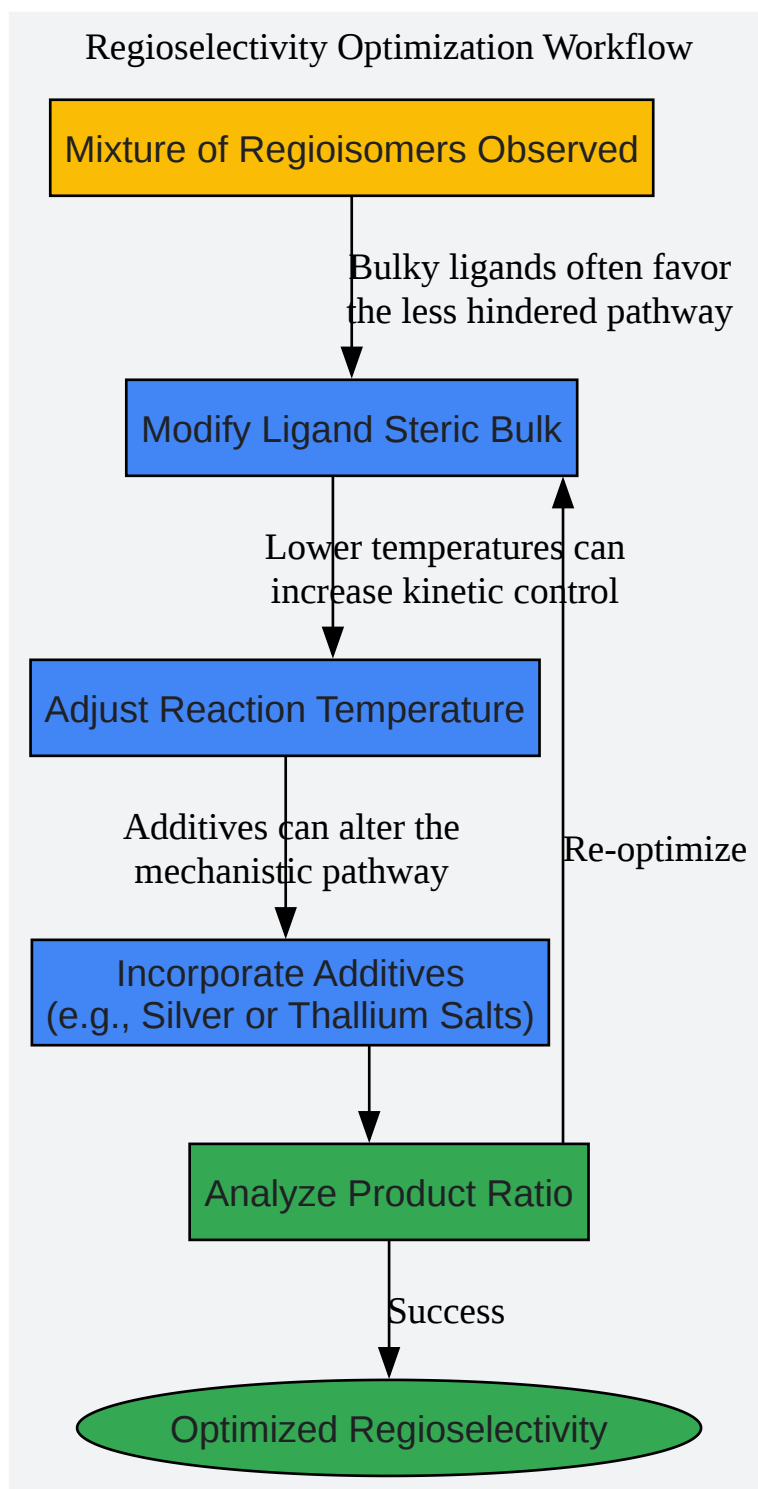 Regioselectivity Optimization Workflow
Mixture of Regioisomers Observed
Bulky ligands often favor
the less hindered pathway
Modify Ligand Steric Bulk
Lower temperatures can
increase kinetic control
Adjust Reaction Temperature
Additives can alter the
mechanistic pathway
Re-optimize
Incorporate Additives
(e.g., Silver or Thallium Salts)
Analyze Product Ratio
Success
Optimized Regioselectivity